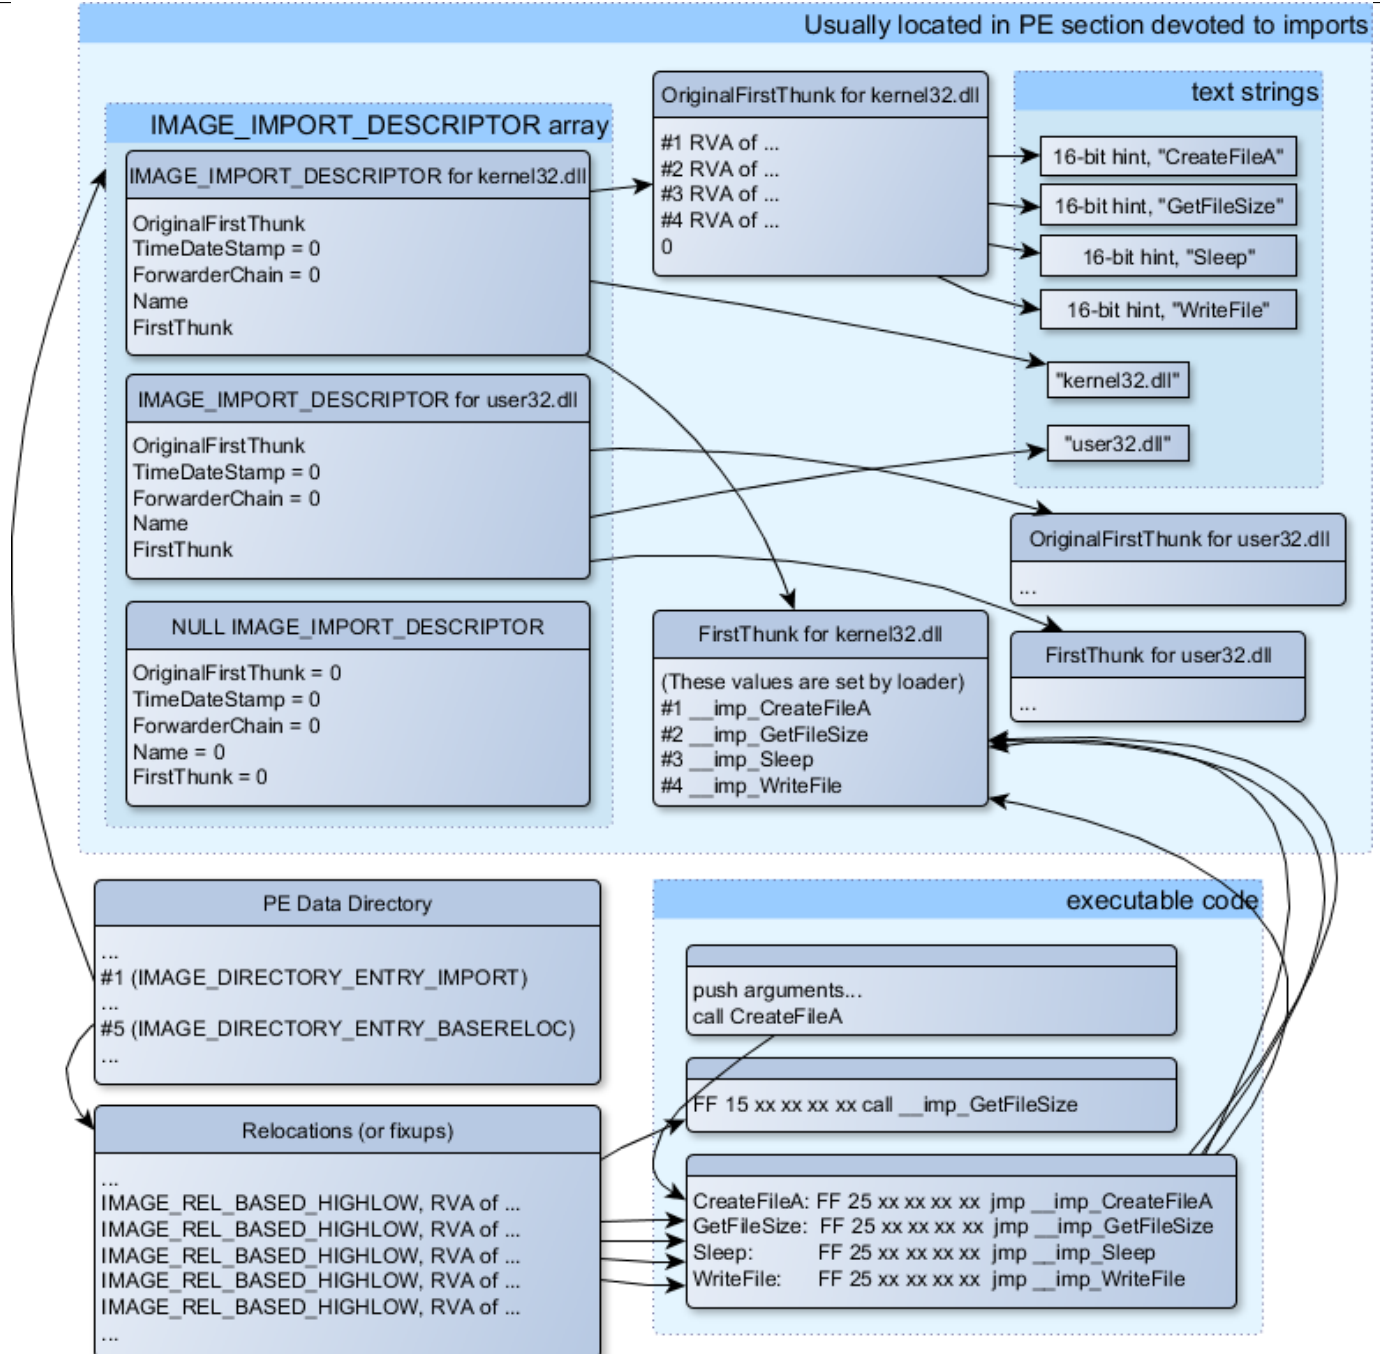 Usually located in PE section devoted to imports
IMAGE_IMPORT_DESCRIPTOR array
IMAGE_IMPORT_DESCRIPTOR for kernel32.dll
OriginalFirstThunk
TimeDateStamp = 0
ForwarderChain = 0
Name
FirstThunk
IMAGE_IMPORT_DESCRIPTOR for user32.dll
OriginalFirstThunk
TimeDateStamp = 0
ForwarderChain = 0
Name
FirstThunk
NULL IMAGE_IMPORT_DESCRIPTOR
OriginalFirstThunk = 0
TimeDateStamp = 0
ForwarderChain = 0
Name = 0
FirstThunk = 0
OriginalFirstThunk for kernel32.dll
#1 RVA of ...
#2 RVA of ...
#3 RVA of ...
#4 RVA of ...
0
text strings
16-bit hint, "CreateFileA"
16-bit hint, "GetFileSize"
16-bit hint, "Sleep"
16-bit hint, "WriteFile"
"kernel32.dll"
"user32.dll"
OriginalFirstThunk for user32.dll
...
FirstThunk for kernel32.dll
(These values are set by loader)
#1 __imp_CreateFileA
#2 __imp_GetFileSize
#3 __imp_Sleep
#4 __imp_WriteFile
FirstThunk for user32.dll
...
PE Data Directory
...
#1 (IMAGE_DIRECTORY_ENTRY_IMPORT)
...
#5 (IMAGE_DIRECTORY_ENTRY_BASERELOC)
...
Relocations (or fixups)
...
IMAGE_REL_BASED_HIGHLOW, RVA of ...
IMAGE_REL_BASED_HIGHLOW, RVA of ...
IMAGE_REL_BASED_HIGHLOW, RVA of ...
IMAGE_REL_BASED_HIGHLOW, RVA of ...
IMAGE_REL_BASED_HIGHLOW, RVA of ...
...
executable code
push arguments...
call CreateFileA
FF 15 xx xx xx xx call __imp_GetFileSize
CreateFileA: FF 25 xx xx xx xx jmp __imp_CreateFileA
GetFileSize: FF 25 xx xx xx xx jmp __imp_GetFileSize
Sleep: FF 25 xx xx xx xx jmp __imp_Sleep
WriteFile: FF 25 xx xx xx xx jmp __imp_WriteFile